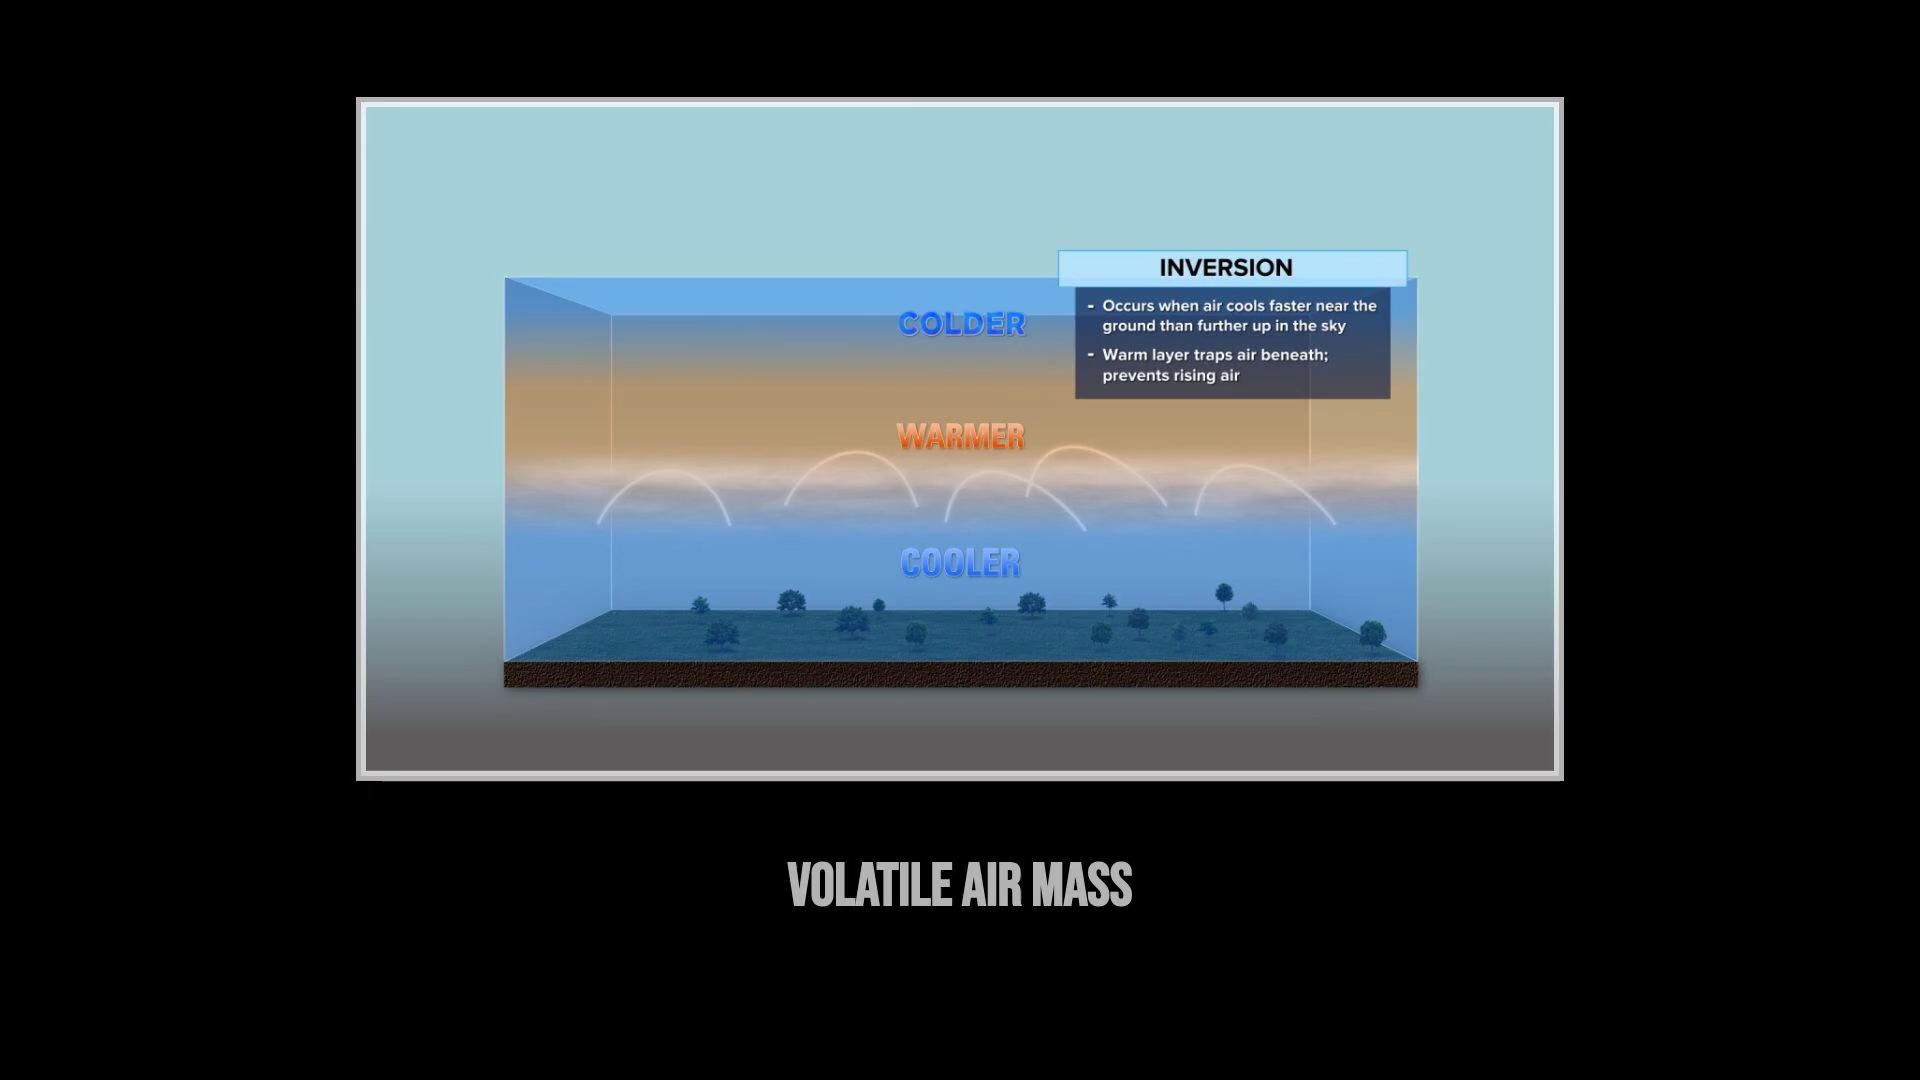 INVERSION
- Occurs when air cools faster near the
ground than further up in the sky
- Warm layer traps air beneath;
prevents rising air
COLDER
WARMER
COOLER
VOLATILE AIR MASS